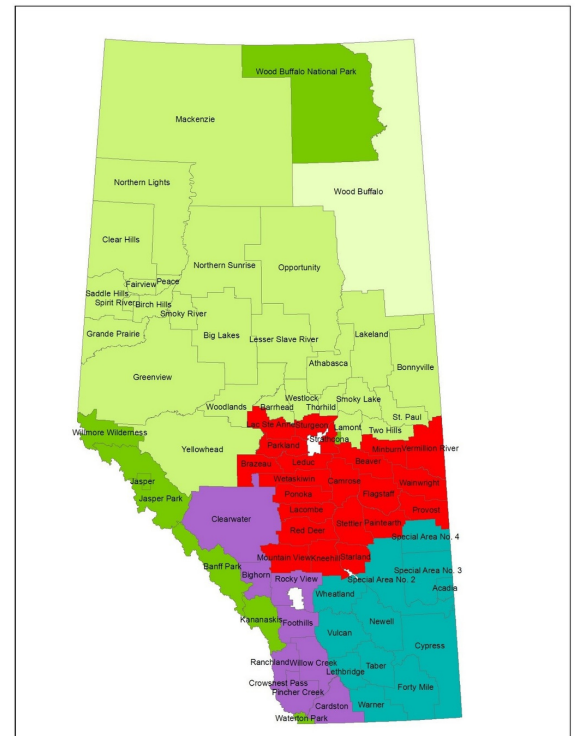 Wood Buffalo National Park
Mackenzie
Northern Lights
Wood Buffalo
Clear Hills
Northern Sunrise
Opportunity
Fairview
Peace
Saddle Hills
Spirit River
Birch Hills
Smoky River
Grande Prairie
Big Lakes
Lesser Slave River
Lakeland
Athabasca
Bonnyville
Greenview
Woodlands
Barrhead
Westlock
Thorhild
Smoky Lake
St. Paul
Lac Ste Anne
Sturgeon
Lamont
Two Hills
Willmore Wilderness
Yellowhead
Parkland
Strathcona
Minburn
Vermillion River
Brazeau
Leduc
Beaver
Jasper
Wetaskiwin
Camrose
Wainwright
Jasper Park
Ponoka
Flagstaff
Clearwater
Lacombe
Provost
Red Deer
Stettler
Paintearth
Special Area No. 4
Mountain View
Kneehill
Starland
Banff Park
Bighorn
Rocky View
Special Area No. 2
Special Area No. 3
Acadia
Wheatland
Kananaskis
Foothills
Newell
Vulcan
Cypress
Ranchland
Willow Creek
Lethbridge
Taber
Crowsnest Pass
Pincher Creek
Forty Mile
Cardston
Warner
Waterton Park